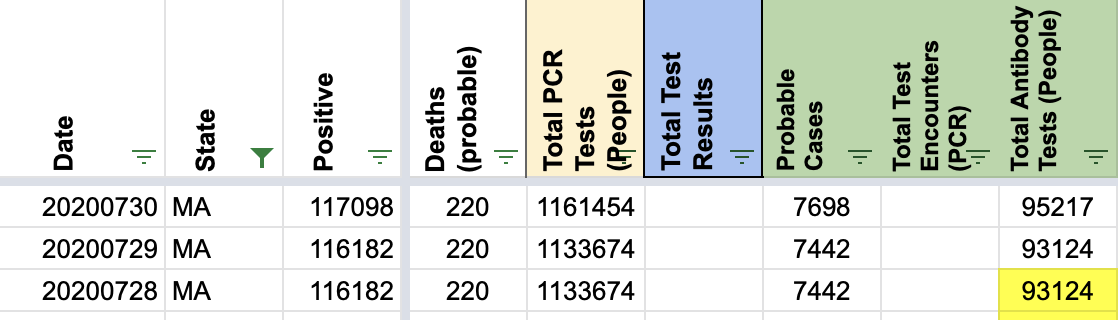 Date State Positive Deaths (probable) Total PCR Tests (People) Total Test Results Probable Cases Total Test Encounters (PCR) Total Antibody Tests (People)
20200730 MA 117098 220 1161454 7698 95217
20200729 MA 116182 220 1133674 7442 93124
20200728 MA 116182 220 1133674 7442 93124